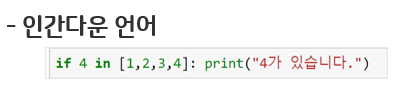 - 인간다운 언어
if 4 in [1,2,3,4]: print("4가 있습니다.")